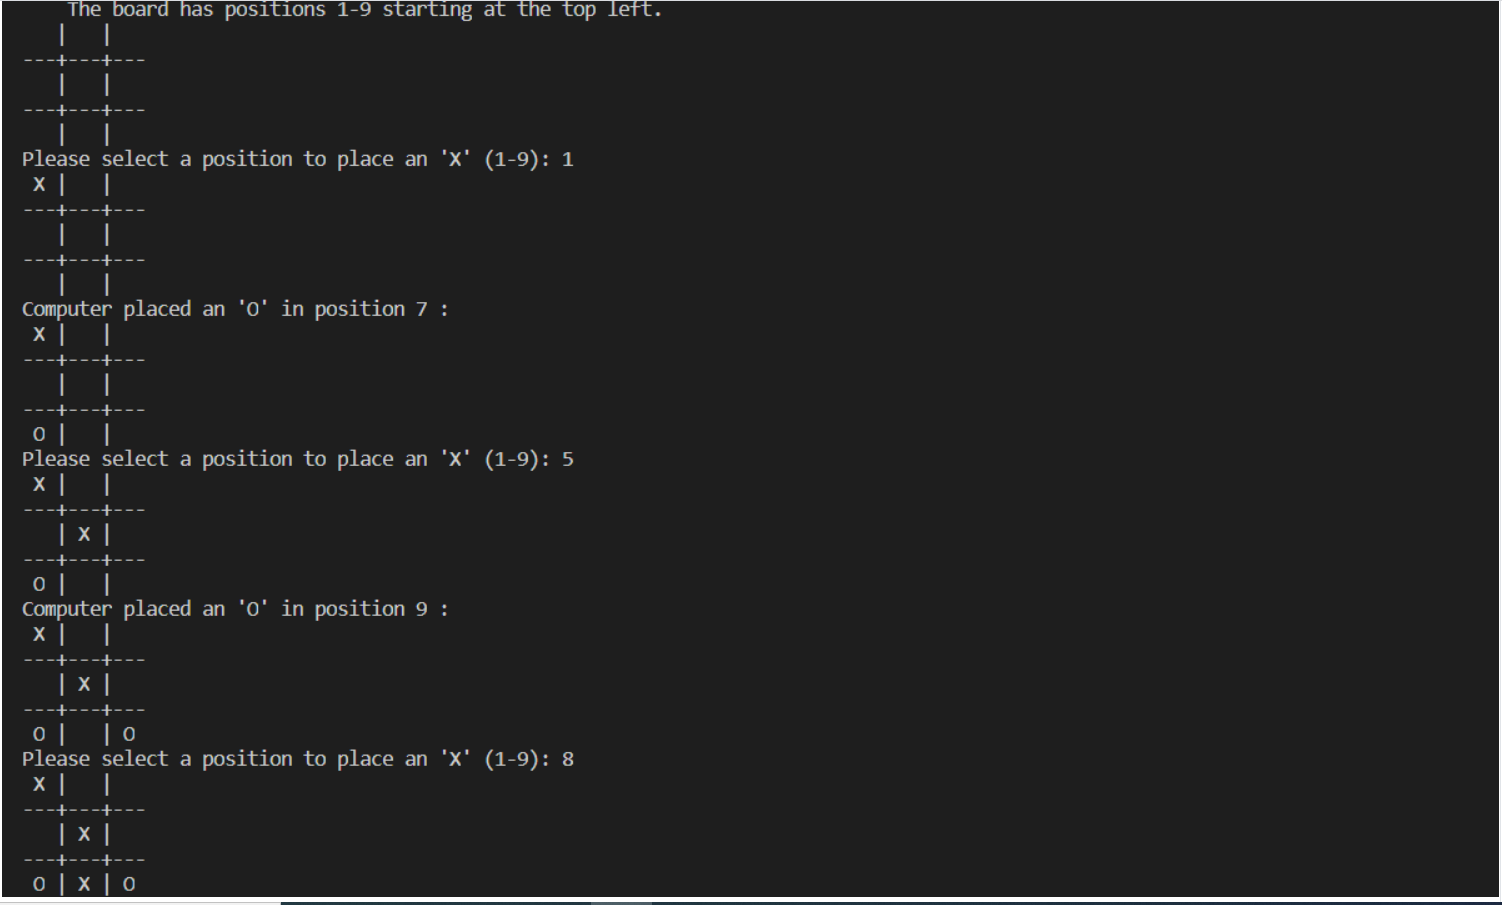 The board has positions 1-9 starting at the top left.
   |   |
---+---+---
   |   |
---+---+---
   |   |
Please select a position to place an 'X' (1-9): 1
 X |   |
---+---+---
   |   |
---+---+---
   |   |
Computer placed an 'O' in position 7 :
 X |   |
---+---+---
   |   |
---+---+---
 O |   |
Please select a position to place an 'X' (1-9): 5
 X |   |
---+---+---
   | X |
---+---+---
 O |   |
Computer placed an 'O' in position 9 :
 X |   |
---+---+---
   | X |
---+---+---
 O |   | O
Please select a position to place an 'X' (1-9): 8
 X |   |
---+---+---
   | X |
---+---+---
 O | X | O